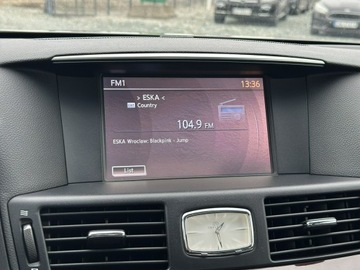 FM1 13:36
› ESKA ‹
Country
104.9 FM
ESKA Wroclaw: Blackpink - Jump
List